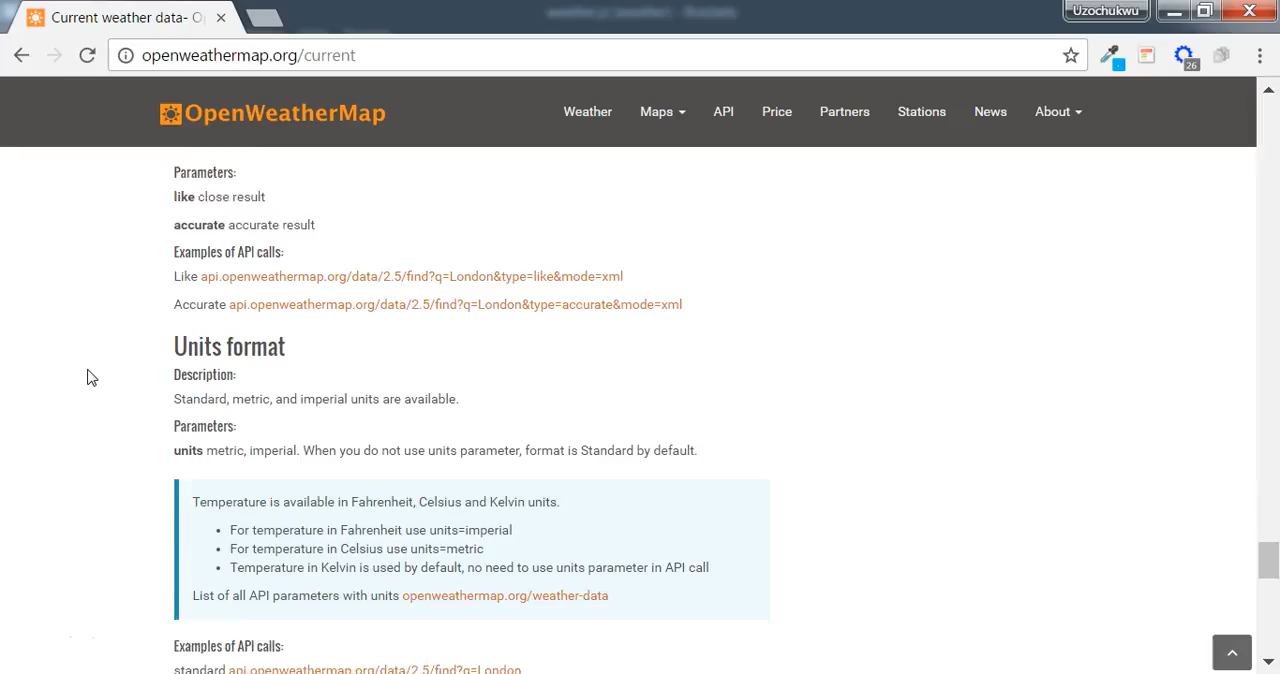 Current weather data- O
Uzochukwu
openweathermap.org/current
26
OpenWeatherMap
Weather Maps API Price Partners Stations News About
Parameters:
like close result
accurate accurate result
Examples of API calls:
Like api.openweathermap.org/data/2.5/find?q=London&type=like&mode=xml
Accurate api.openweathermap.org/data/2.5/find?q=London&type=accurate&mode=xml
Units format
Description:
Standard, metric, and imperial units are available.
Parameters:
units metric, imperial. When you do not use units parameter, format is Standard by default.
Temperature is available in Fahrenheit, Celsius and Kelvin units.
• For temperature in Fahrenheit use units=imperial
• For temperature in Celsius use units=metric
• Temperature in Kelvin is used by default, no need to use units parameter in API call
List of all API parameters with units openweathermap.org/weather-data
Examples of API calls:
standard api.openweathermap.org/data/2.5/find?q=London